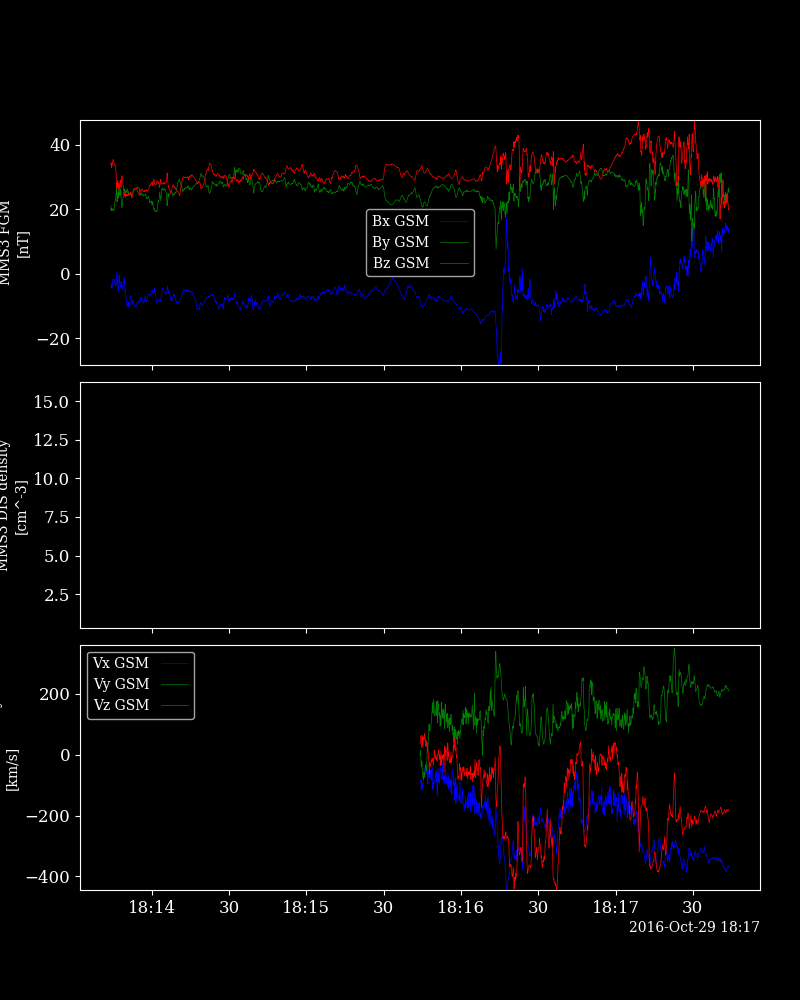 40
20
0
−20
MMS3 FGM
[nT]
Bx GSM
By GSM
Bz GSM
15.0
12.5
10.0
7.5
5.0
2.5
MMS3 DIS density
[cm^-3]
Vx GSM
Vy GSM
Vz GSM
200
0
−200
−400
[km/s]
18:14
30
18:15
30
18:16
30
18:17
30
2016-Oct-29 18:17